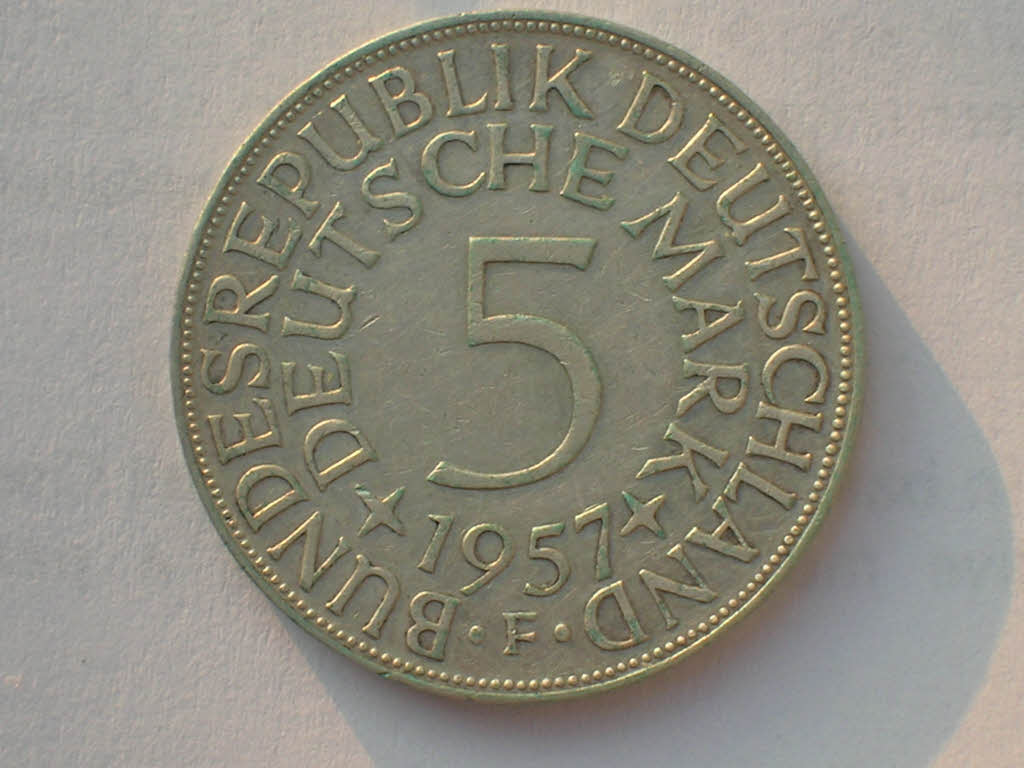 BUNDESREPUBLIK DEUTSCHLAND
DEUTSCHE MARK
5
1957
· F ·